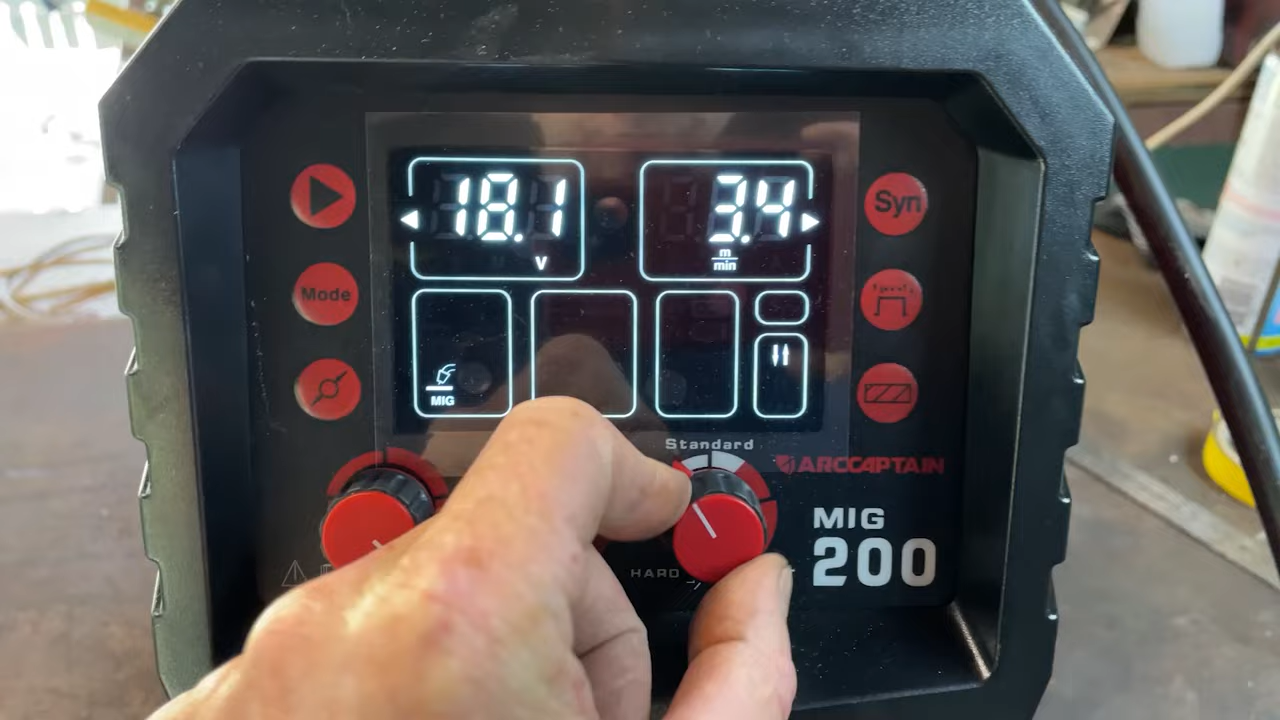 18.1
V
3.4
m
min
Syn
Mode
MIG
Standard
ARCCAPTAIN
MIG
200
HARD